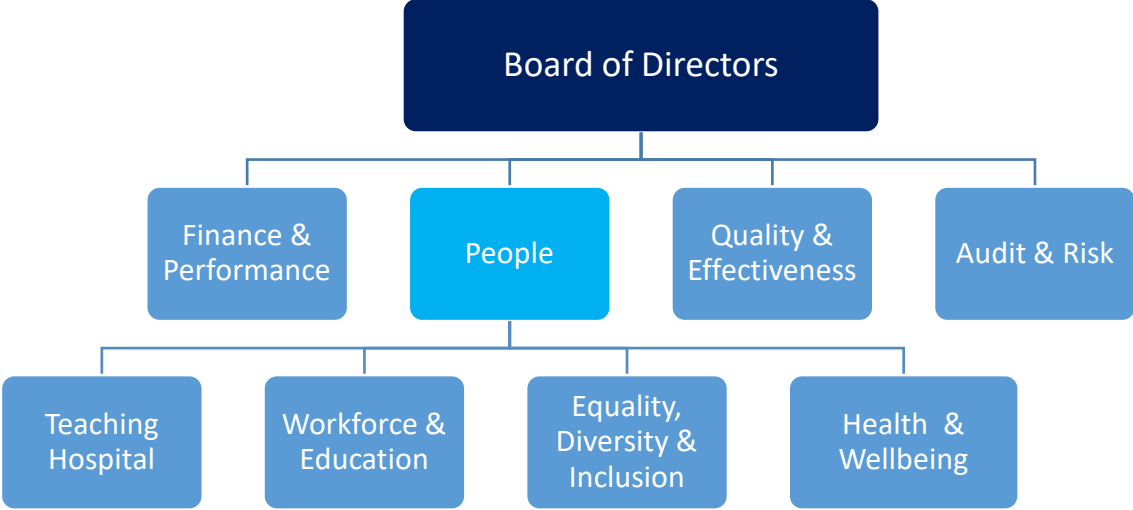 Board of Directors
Finance &
Performance
People
Quality &
Effectiveness
Audit & Risk
Teaching
Hospital
Workforce &
Education
Equality,
Diversity &
Inclusion
Health &
Wellbeing